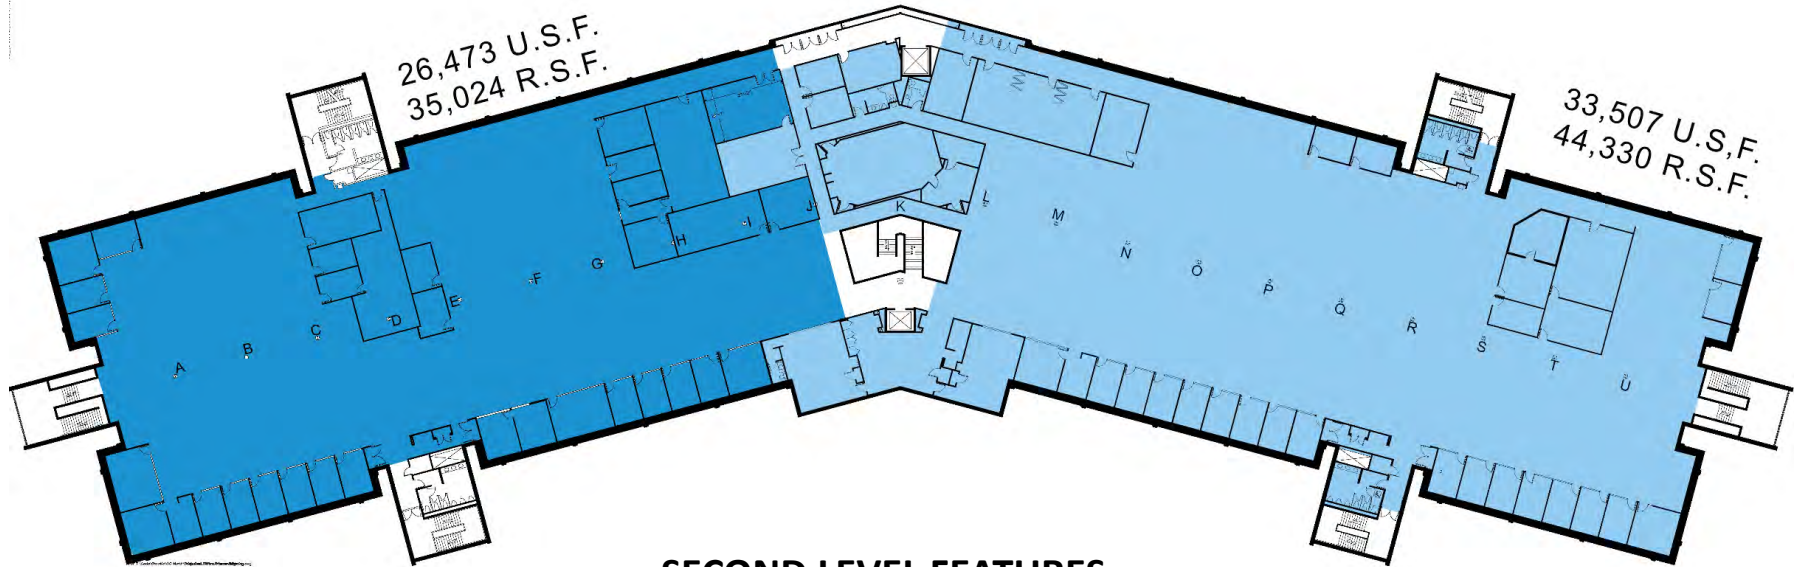 26,473 U.S.F.
35,024 R.S.F.
33,507 U.S,F.
44,330 R.S.F.
A
B
C
D
E
F
G
H
I
J
K
L
M
N
O
P
Q
R
S
T
U
SECOND LEVEL FEATURES